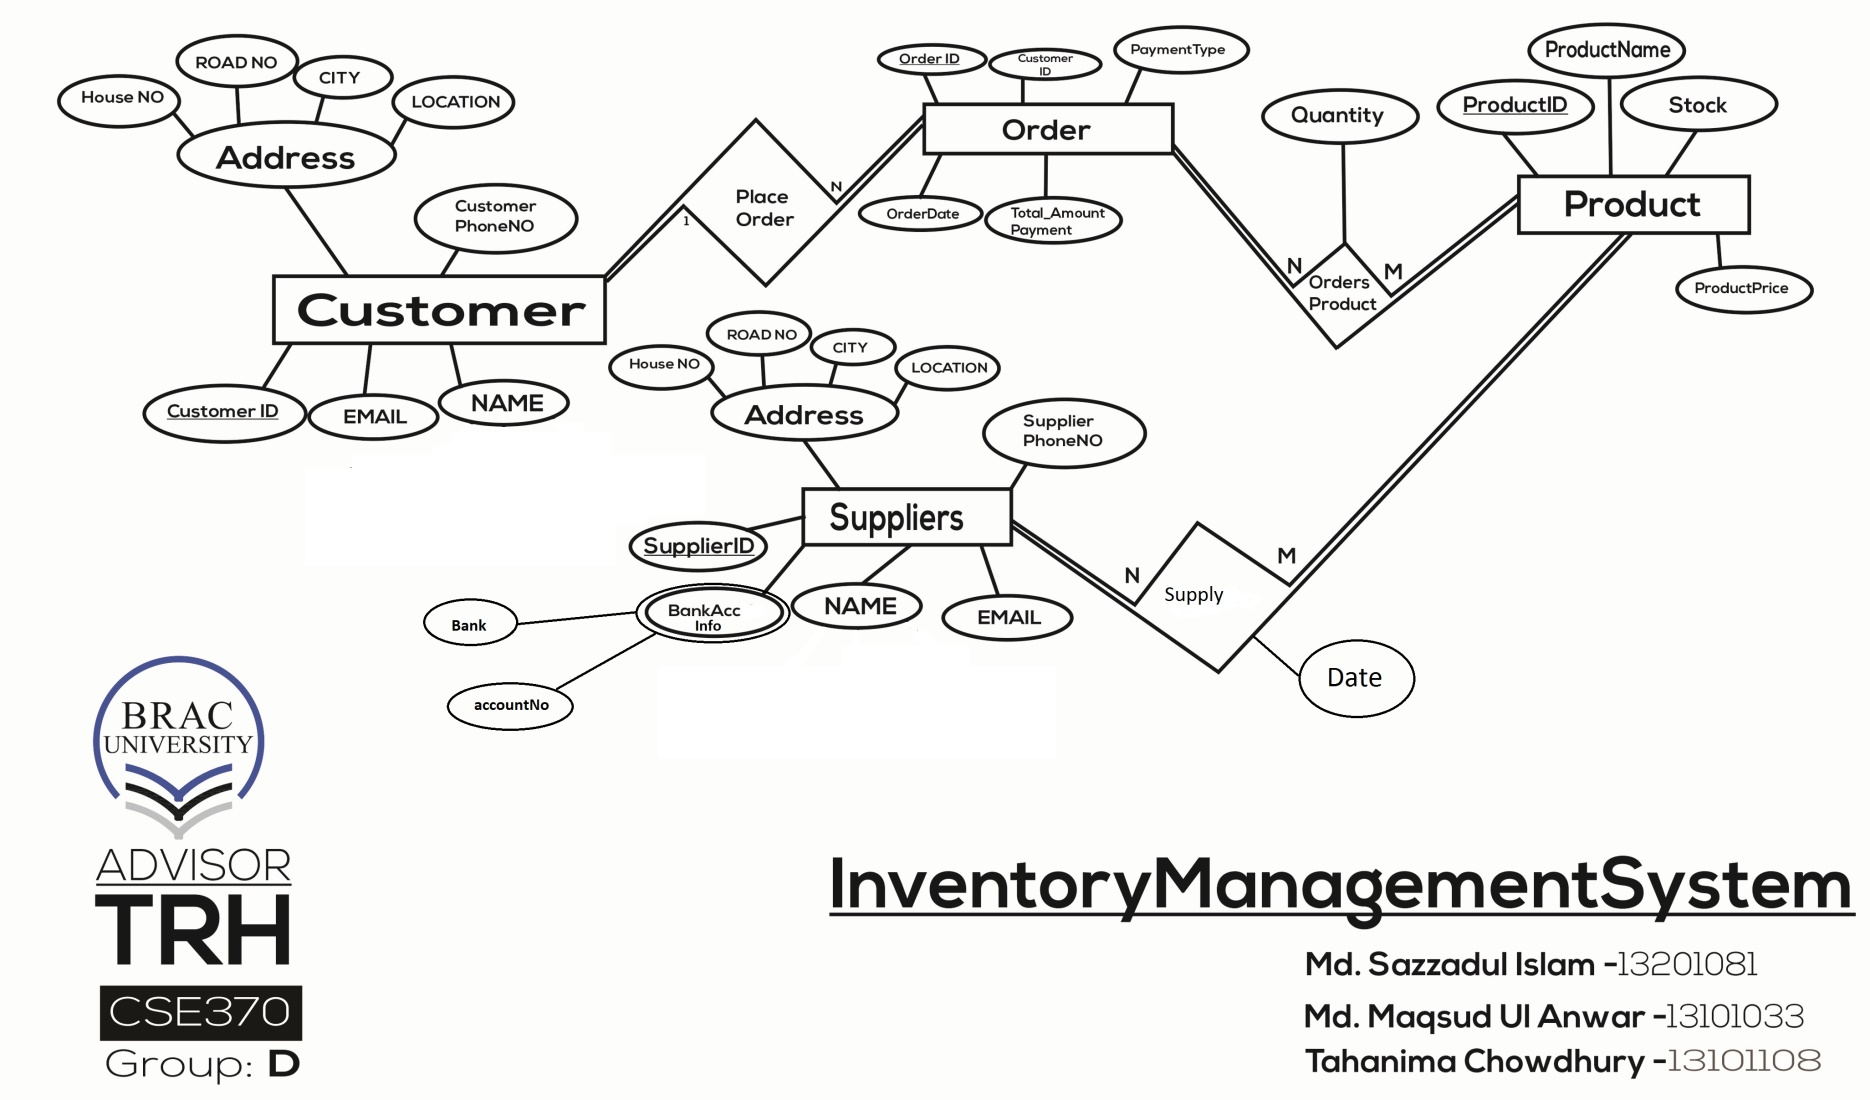 ROAD NO
CITY
House NO
LOCATION
Address
Customer
PhoneNO
Customer
Customer ID
EMAIL
NAME
Place
Order
1
N
Order ID
Customer
ID
PaymentType
Order
OrderDate
Total_Amount
Payment
Quantity
N
M
Orders
Product
ProductName
ProductID
Stock
Product
ProductPrice
ROAD NO
CITY
House NO
LOCATION
Address
Supplier
PhoneNO
Suppliers
SupplierID
BankAcc
Info
NAME
EMAIL
Bank
accountNo
N
M
Supply
Date
BRAC
UNIVERSITY
ADVISOR
TRH
CSE370
Group: D
InventoryManagementSystem
Md. Sazzadul Islam -13201081
Md. Maqsud Ul Anwar -13101033
Tahanima Chowdhury -13101108